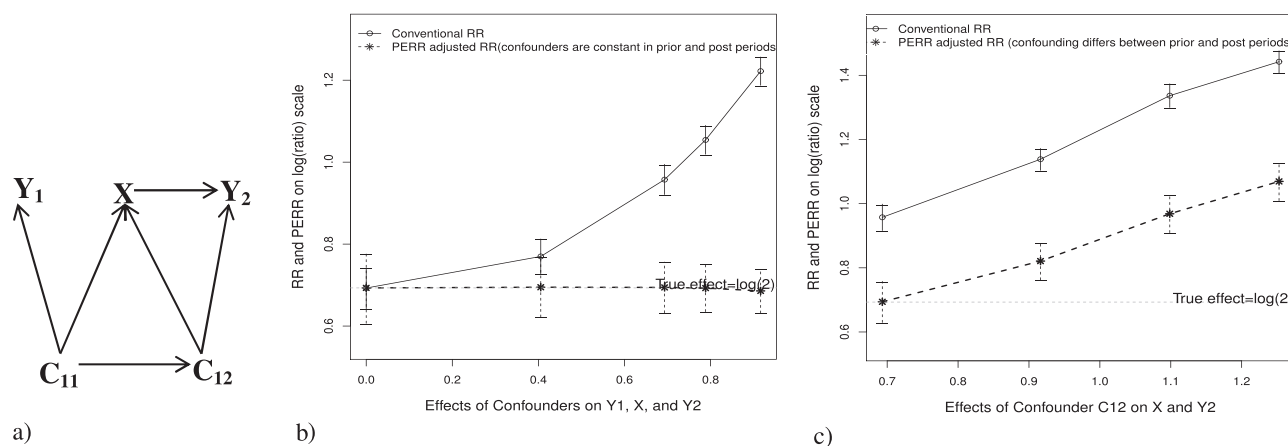 Y1 X Y2
C11 C12
a)
Conventional RR
PERR adjusted RR(confounders are constant in prior and post periods
RR and PERR on log(ratio) scale
1.2
1.0
0.8
0.6
True effect=log(2)
0.0 0.2 0.4 0.6 0.8
Effects of Confounders on Y1, X, and Y2
b)
Conventional RR
PERR adjusted RR (confounding differs between prior and post periods
RR and PERR on log(ratio) scale
1.4
1.2
1.0
0.8
0.6
True effect=log(2
0.7 0.8 0.9 1.0 1.1 1.2
Effects of Confounder C12 on X and Y2
c)